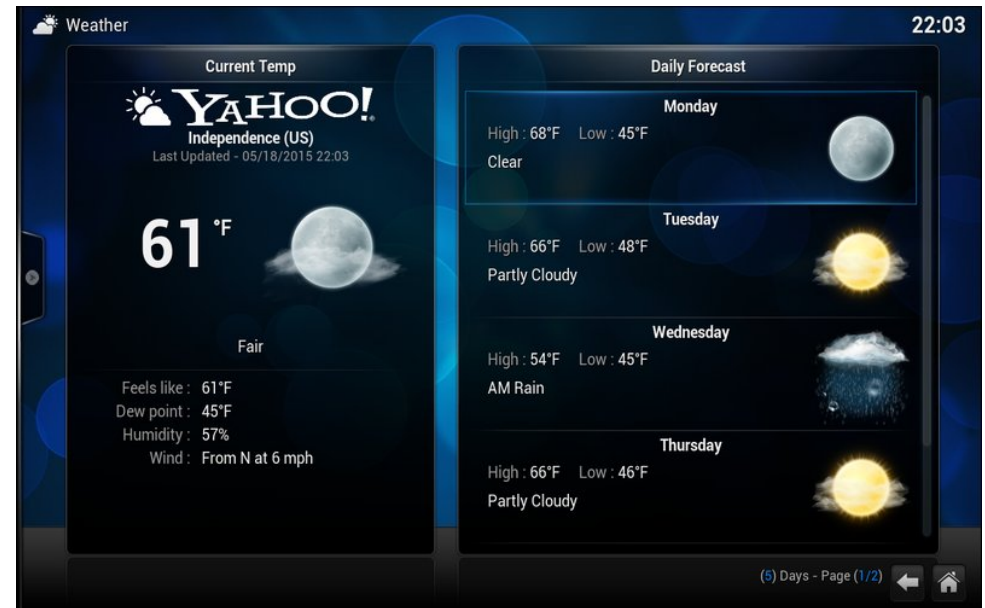 Weather
22:03
Current Temp
YAHOO!
Independence (US)
Last Updated - 05/18/2015 22:03
61 °F
Fair
Feels like : 61°F
Dew point : 45°F
Humidity : 57%
Wind : From N at 6 mph
Daily Forecast
Monday
High : 68°F Low : 45°F
Clear
Tuesday
High : 66°F Low : 48°F
Partly Cloudy
Wednesday
High : 54°F Low : 45°F
AM Rain
Thursday
High : 66°F Low : 46°F
Partly Cloudy
(5) Days - Page (1/2)